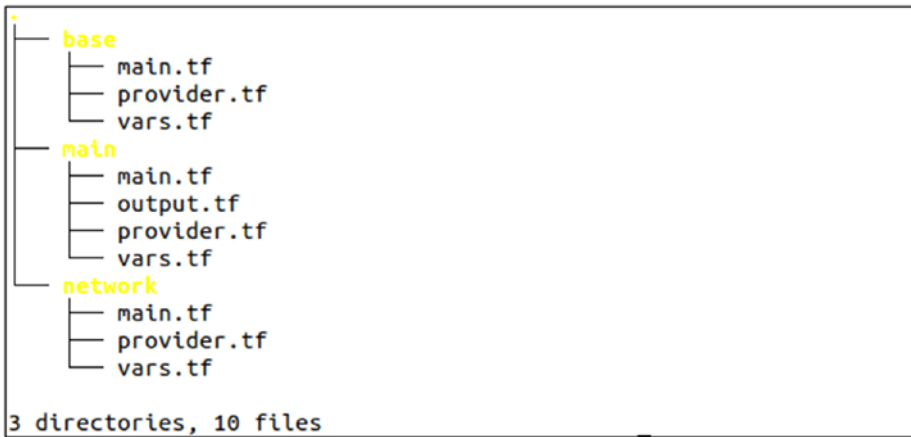 .
├── base
│   ├── main.tf
│   ├── provider.tf
│   └── vars.tf
├── main
│   ├── main.tf
│   ├── output.tf
│   ├── provider.tf
│   └── vars.tf
└── network
    ├── main.tf
    ├── provider.tf
    └── vars.tf

3 directories, 10 files